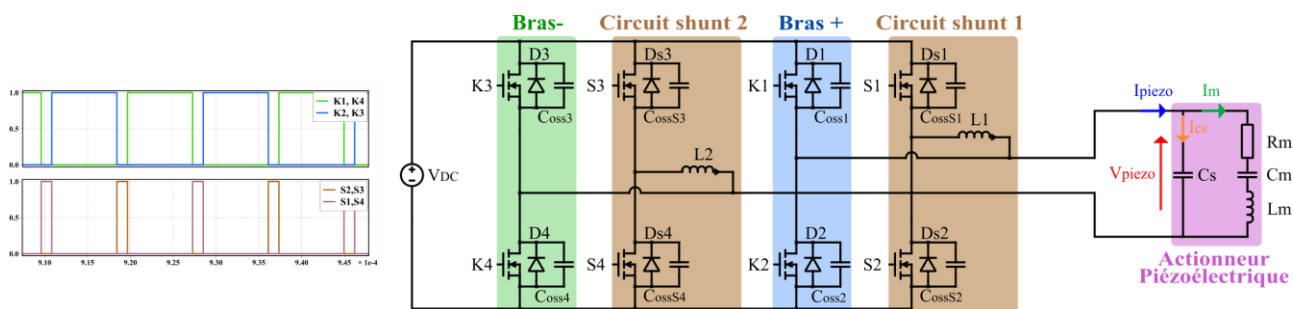 Bras-
Circuit shunt 2
Bras +
Circuit shunt 1
1.0
0.5
0.0
K1, K4
K2, K3
1.0
0.5
0.0
S2,S3
S1,S4
9.10
9.15
9.20
9.25
9.30
9.35
9.40
9.45
× 1e-4
VDC
D3
K3
Coss3
D4
K4
Coss4
Ds3
S3
CossS3
L2
Ds4
S4
CossS4
D1
K1
Coss1
D2
K2
Coss2
Ds1
S1
CossS1
L1
Ds2
S2
CossS2
Ipiezo
Im
Ics
Vpiezo
Cs
Rm
Cm
Lm
Actionneur
Piézoélectrique